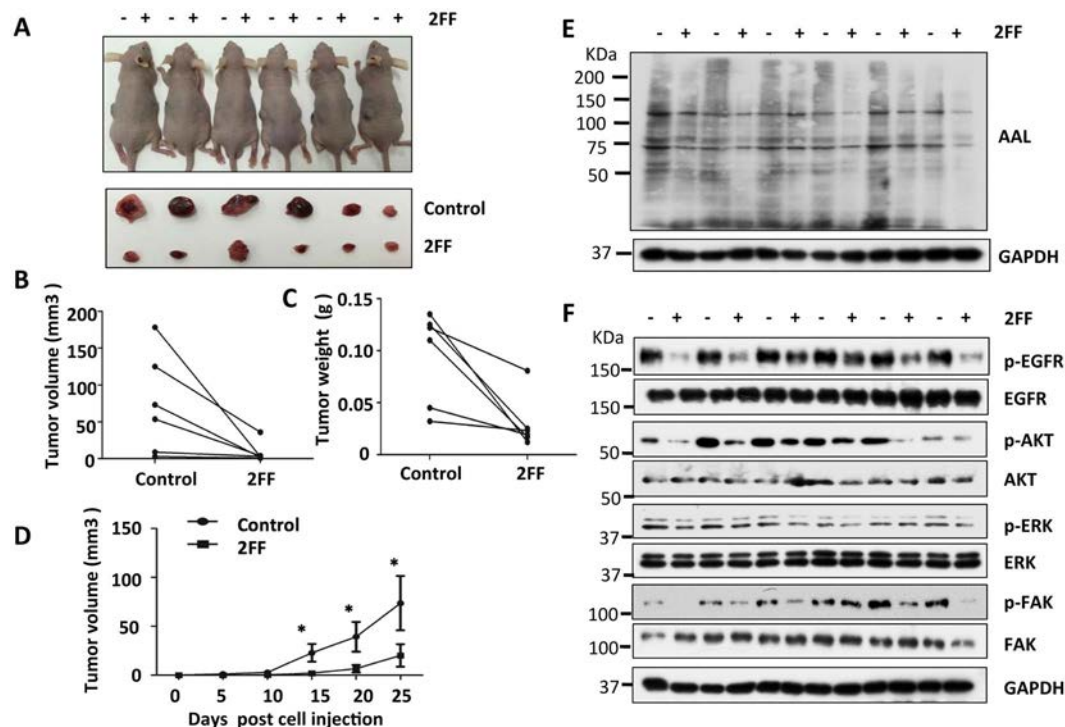 A
- + - + - + - + - + - + 2FF
Control
2FF
B
Tumor volume (mm3)
200
150
100
50
0
Control 2FF
C
Tumor weight (g)
0.15
0.10
0.05
0.00
Control 2FF
D
Tumor volume (mm3)
150
100
50
0
Control
2FF
* * *
0 5 10 15 20 25
Days post cell injection
E
- + - + - + - + - + - + 2FF
KDa
200
150
100
75
50
AAL
37
GAPDH
F
- + - + - + - + - + - + 2FF
KDa
150
p-EGFR
150
EGFR
50
p-AKT
50
AKT
37
p-ERK
37
ERK
100
p-FAK
100
FAK
37
GAPDH